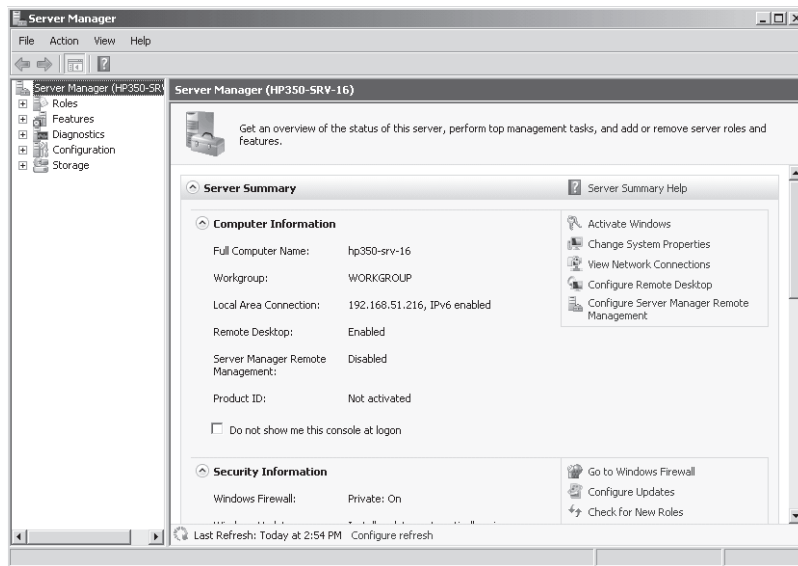 Server Manager
File Action View Help
Server Manager (HP350-SRV
Roles
Features
Diagnostics
Configuration
Storage
Server Manager (HP350-SRV-16)
Get an overview of the status of this server, perform top management tasks, and add or remove server roles and
features.
Server Summary
Server Summary Help
Computer Information
Full Computer Name: hp350-srv-16
Workgroup: WORKGROUP
Local Area Connection: 192.168.51.216, IPv6 enabled
Remote Desktop: Enabled
Server Manager Remote
Management:
Disabled
Product ID: Not activated
Do not show me this console at logon
Activate Windows
Change System Properties
View Network Connections
Configure Remote Desktop
Configure Server Manager Remote
Management
Security Information
Windows Firewall: Private: On
Go to Windows Firewall
Configure Updates
Check for New Roles
Last Refresh: Today at 2:54 PM Configure refresh